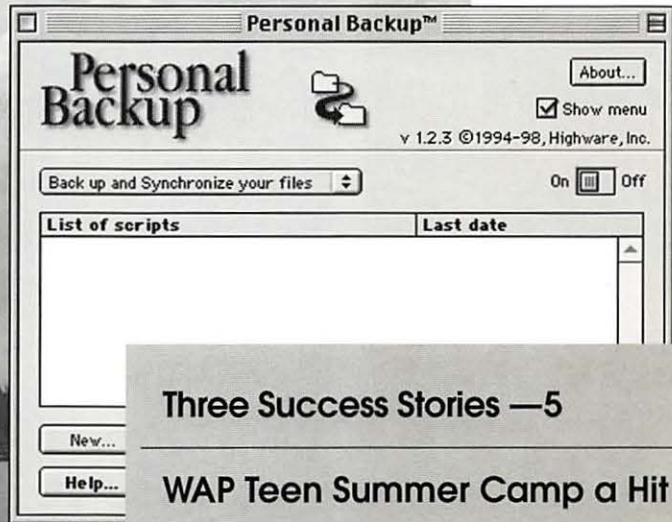 Personal Backup™
Personal
Backup
About...
Show menu
v 1.2.3 ©1994-98, Highware, Inc.
Back up and Synchronize your files
On Off
List of scripts Last date
New...
Help...
Three Success Stories —5
WAP Teen Summer Camp a Hit